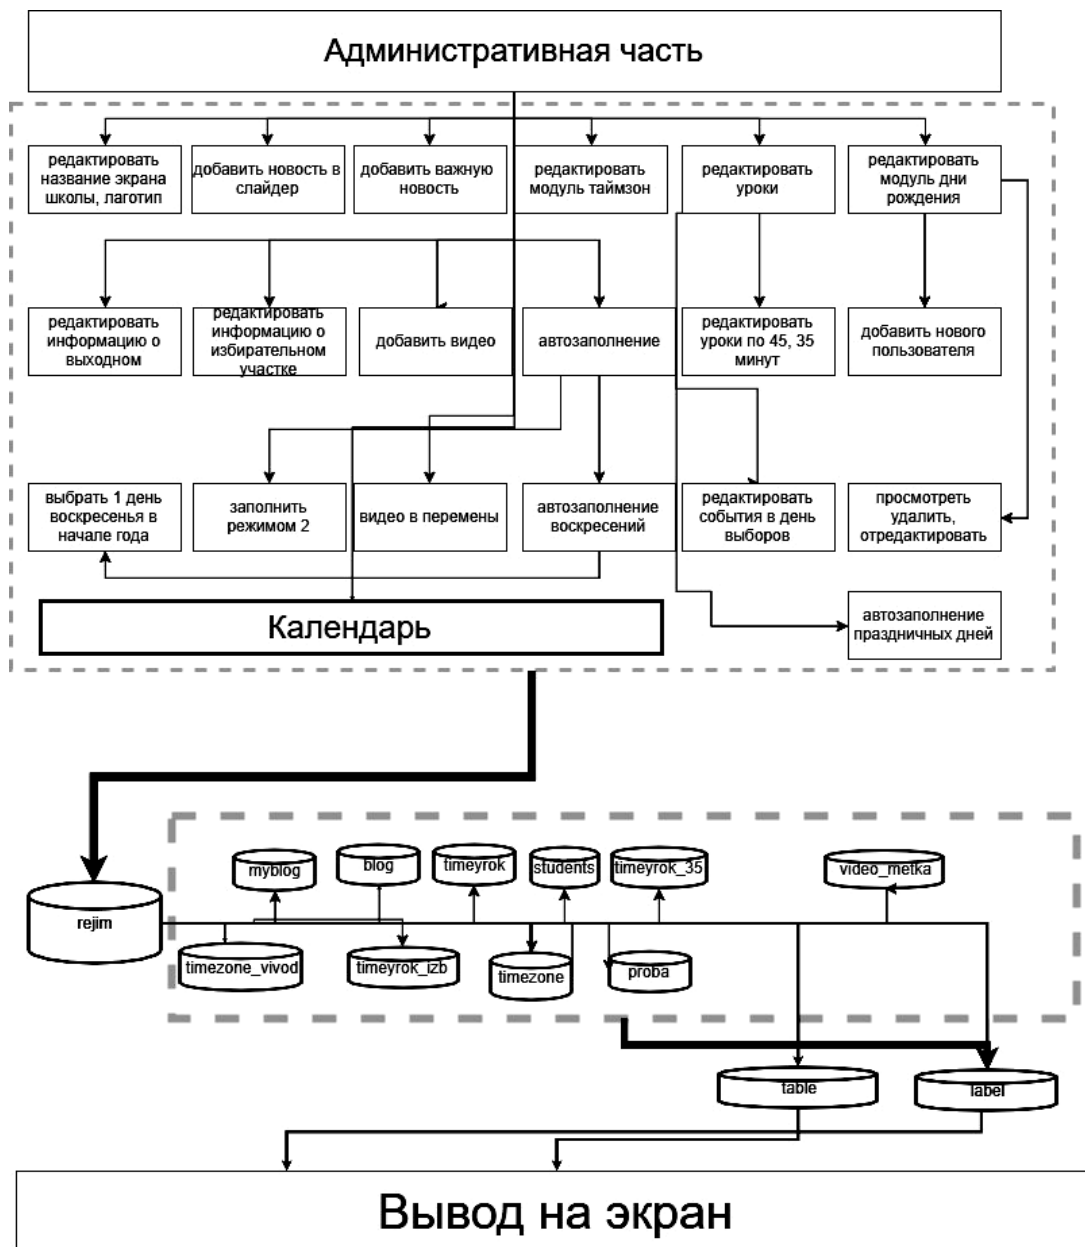 Административная часть
редактировать
название экрана
школы, лаготип
добавить новость в
слайдер
добавить важную
новость
редактировать
модуль таймзон
редактировать
уроки
редактировать
модуль дни
рождения
редактировать
информацию о
выходном
редактировать
информацию о
избирательном
участке
добавить видео
автозаполнение
редактировать
уроки по 45, 35
минут
добавить нового
пользователя
выбрать 1 день
воскресенья в
начале года
заполнить
режимом 2
видео в перемены
автозаполнение
воскресений
редактировать
события в день
выборов
просмотреть
удалить,
отредактировать
Календарь
автозаполнение
праздничных дней
myblog
blog
timeyrok
students
timeyrok_35
video_metka
rejim
timezone_vivod
timeyrok_izb
timezone
proba
table
label
Вывод на экран